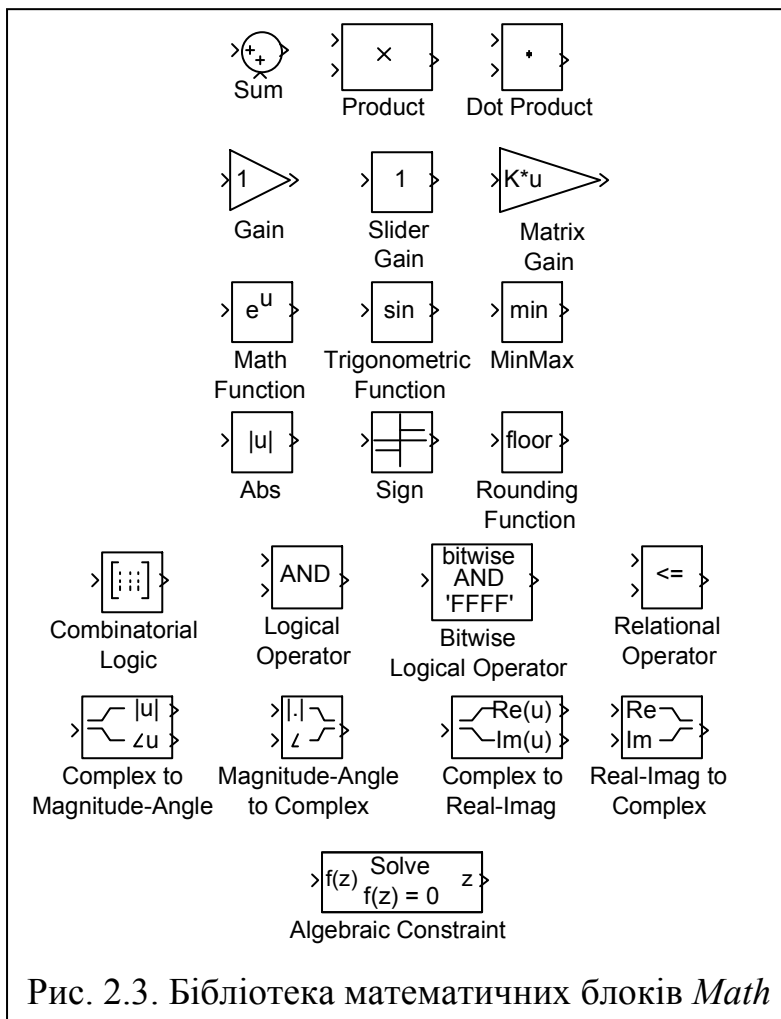 +
+
×
Sum
Product
Dot Product
1
1
K*u
Gain
Slider
Gain
Matrix
Gain
e^u
sin
min
Math
Function
Trigonometric
Function
MinMax
|u|
floor
Abs
Sign
Rounding
Function
AND
bitwise
AND
'FFFF'
<=
Combinatorial
Logic
Logical
Operator
Bitwise
Logical Operator
Relational
Operator
|u|
∠u
|.|
∠
Re(u)
Im(u)
Re
Im
Complex to
Magnitude-Angle
Magnitude-Angle
to Complex
Complex to
Real-Imag
Real-Imag to
Complex
f(z) Solve z
f(z) = 0
Algebraic Constraint
Рис. 2.3. Бібліотека математичних блоків Math